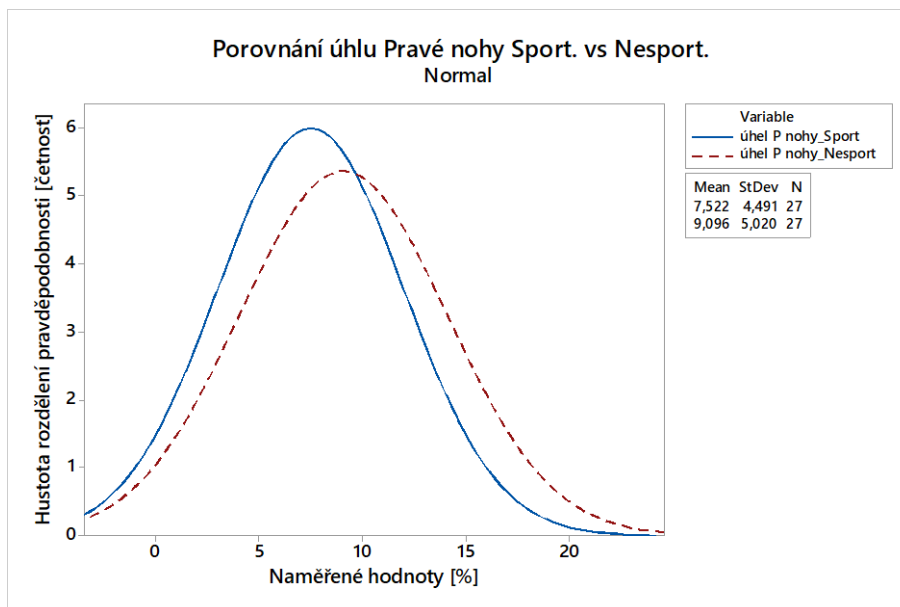 Porovnání úhlu Pravé nohy Sport. vs Nesport.
Normal
Hustota rozdělení pravděpodobnosti [četnost]
6
5
4
3
2
1
0
0 5 10 15 20
Naměřené hodnoty [%]
Variable
úhel P nohy_Sport
úhel P nohy_Nesport
Mean StDev N
7,522 4,491 27
9,096 5,020 27